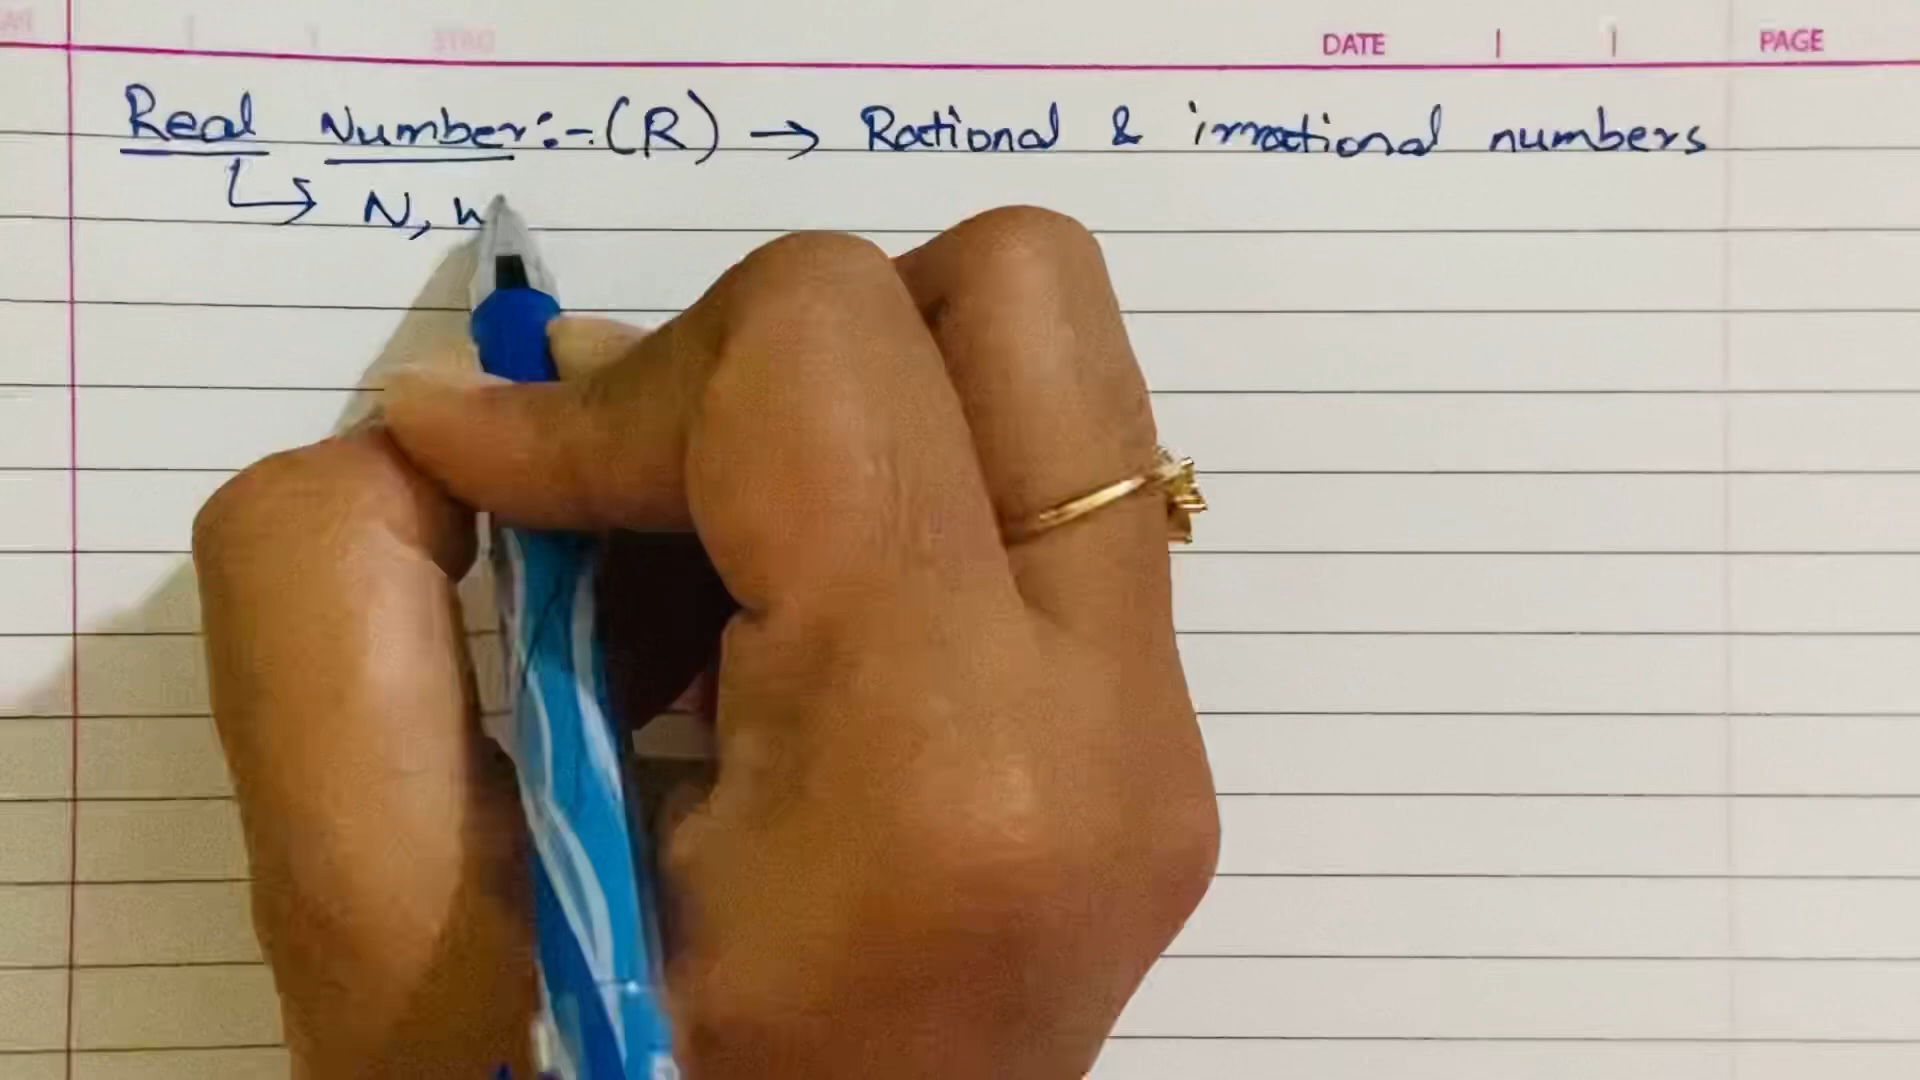 DATE | | PAGE
Real Number:-(R) → Rational & irrational numbers
↳ N, W